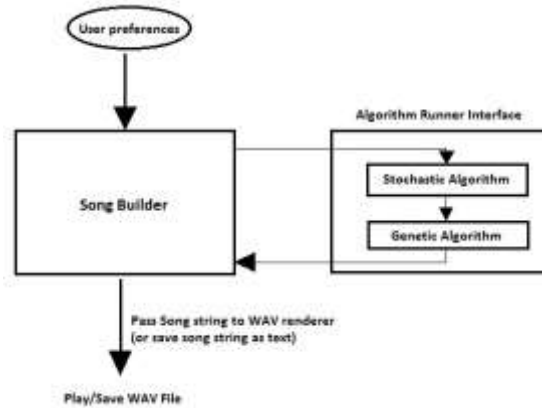 User preferences
Algorithm Runner Interface
Song Builder
Stochastic Algorithm
Genetic Algorithm
Pass Song string to WAV renderer
(or save song string as text)
Play/Save WAV File